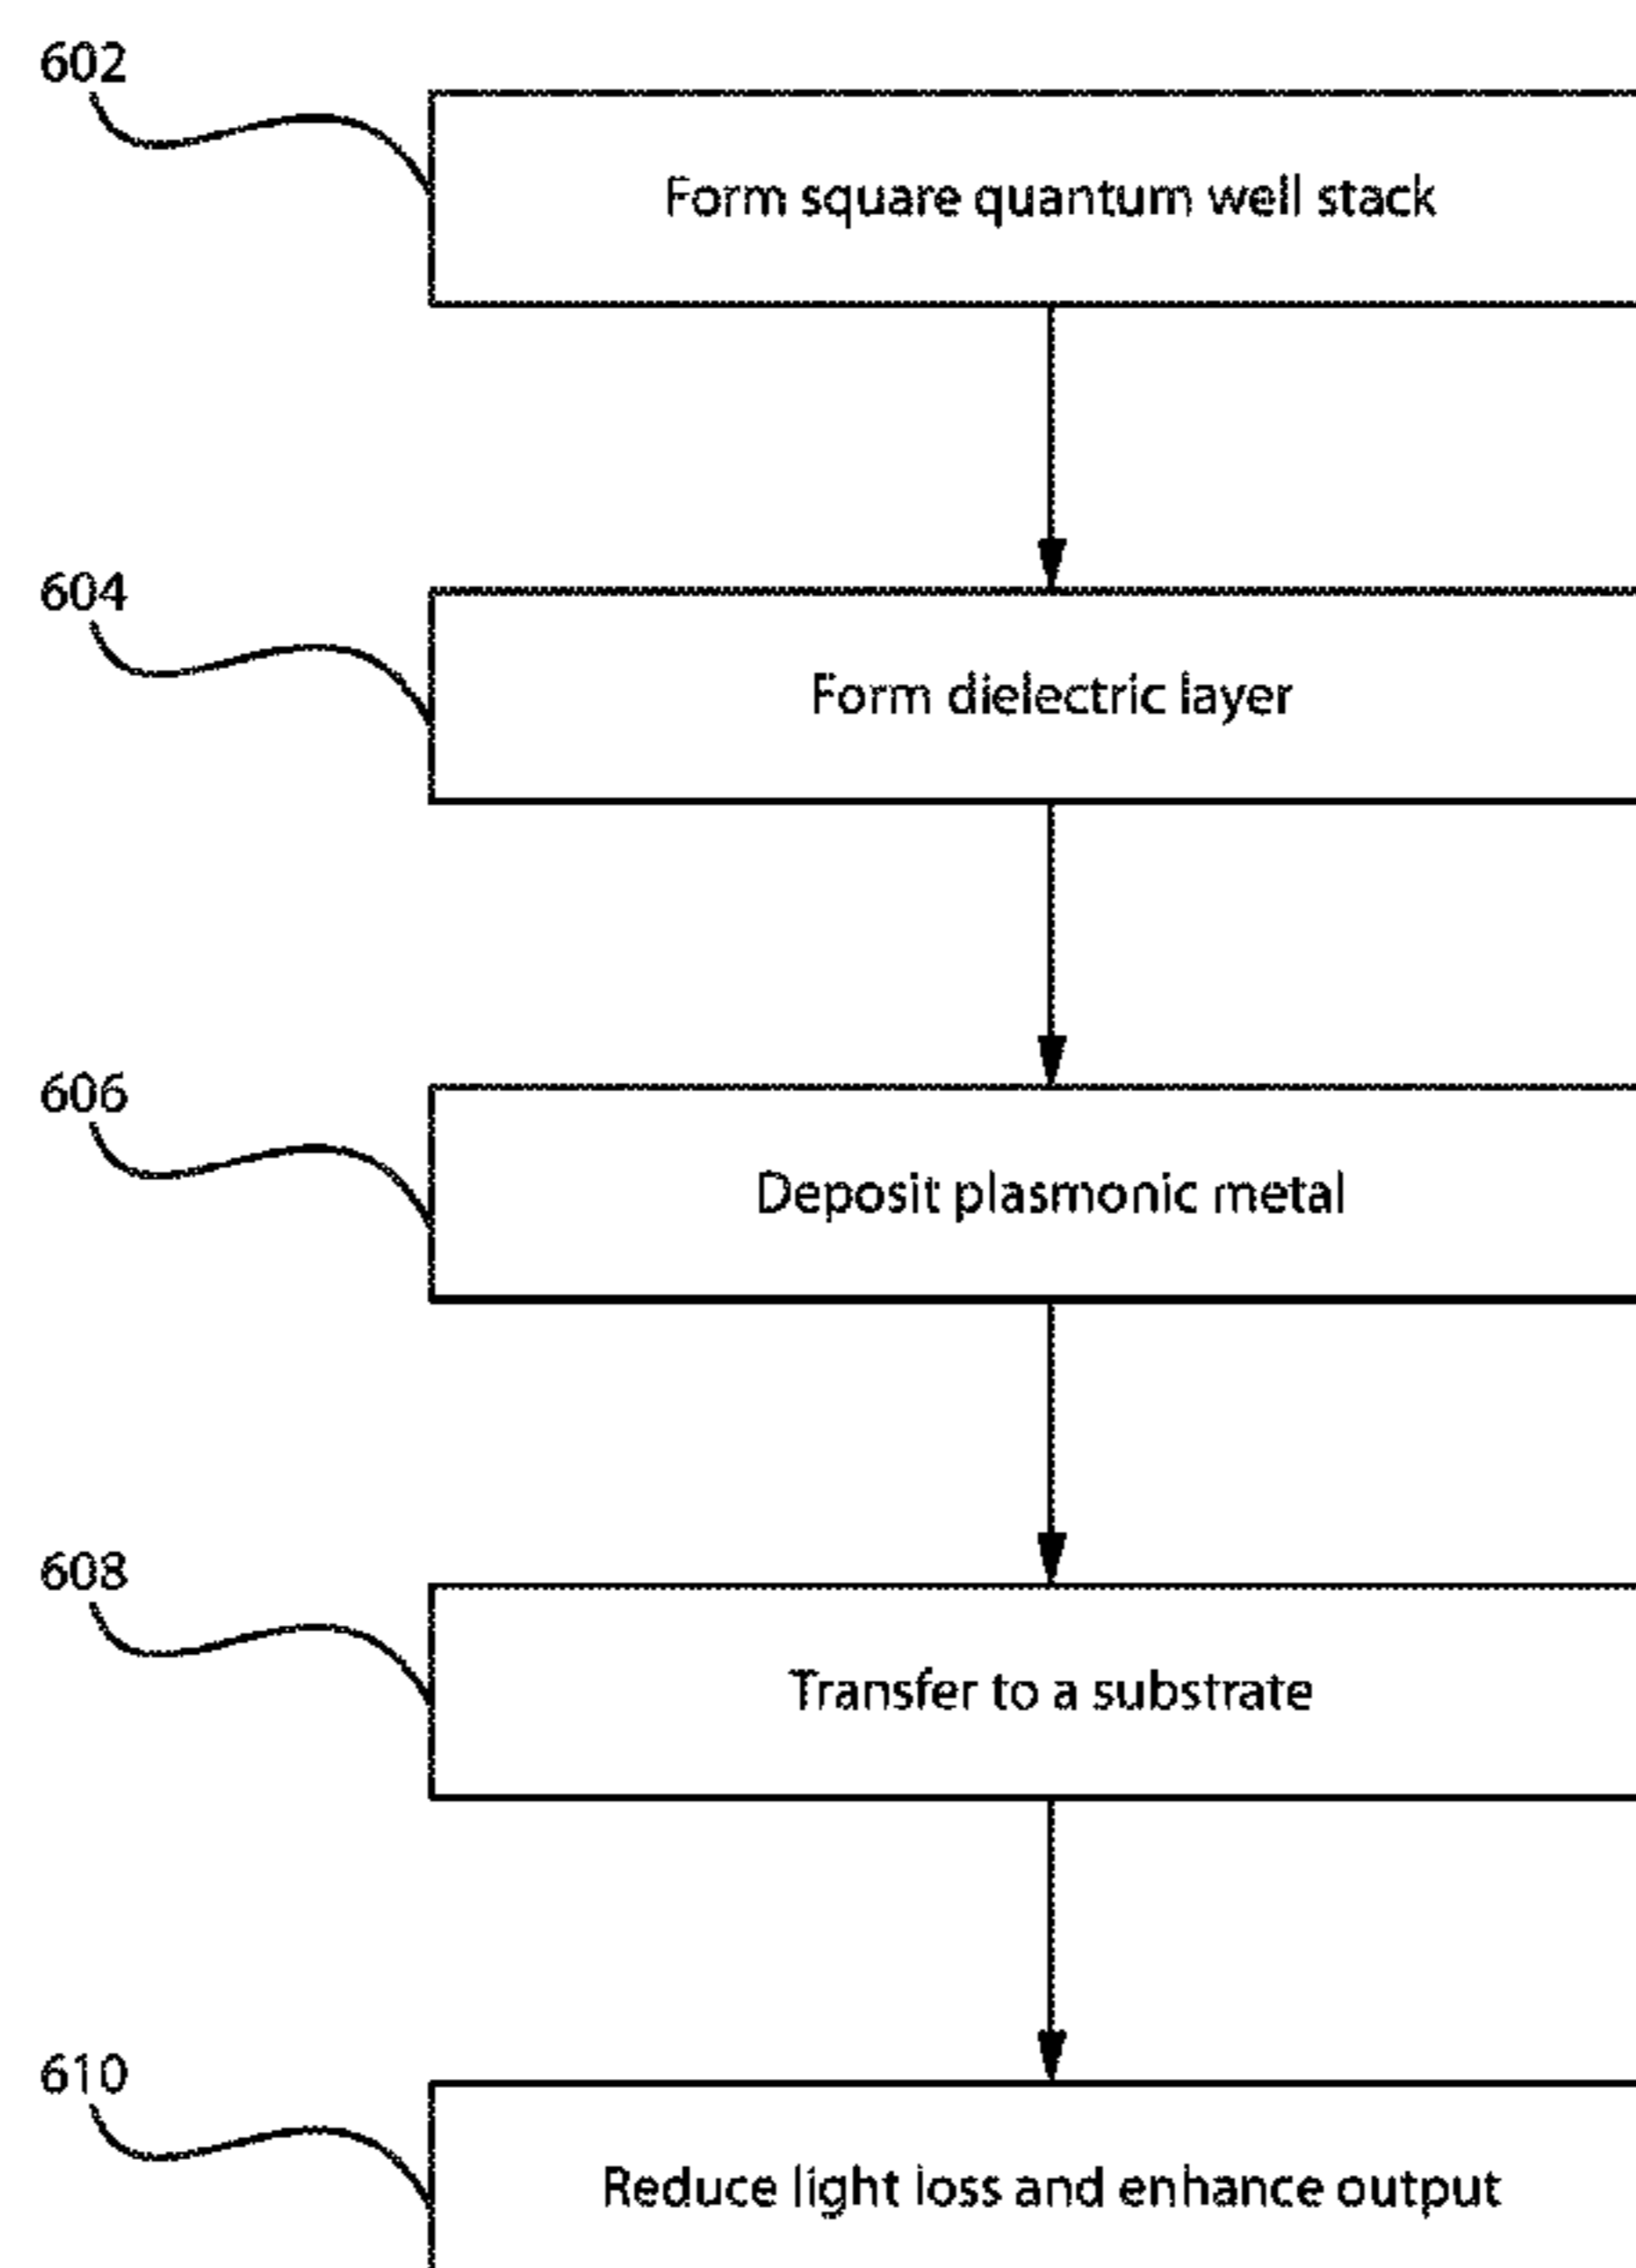 602
Form square quantum well stack
604
Form dielectric layer
606
Deposit plasmonic metal
608
Transfer to a substrate
610
Reduce light loss and enhance output